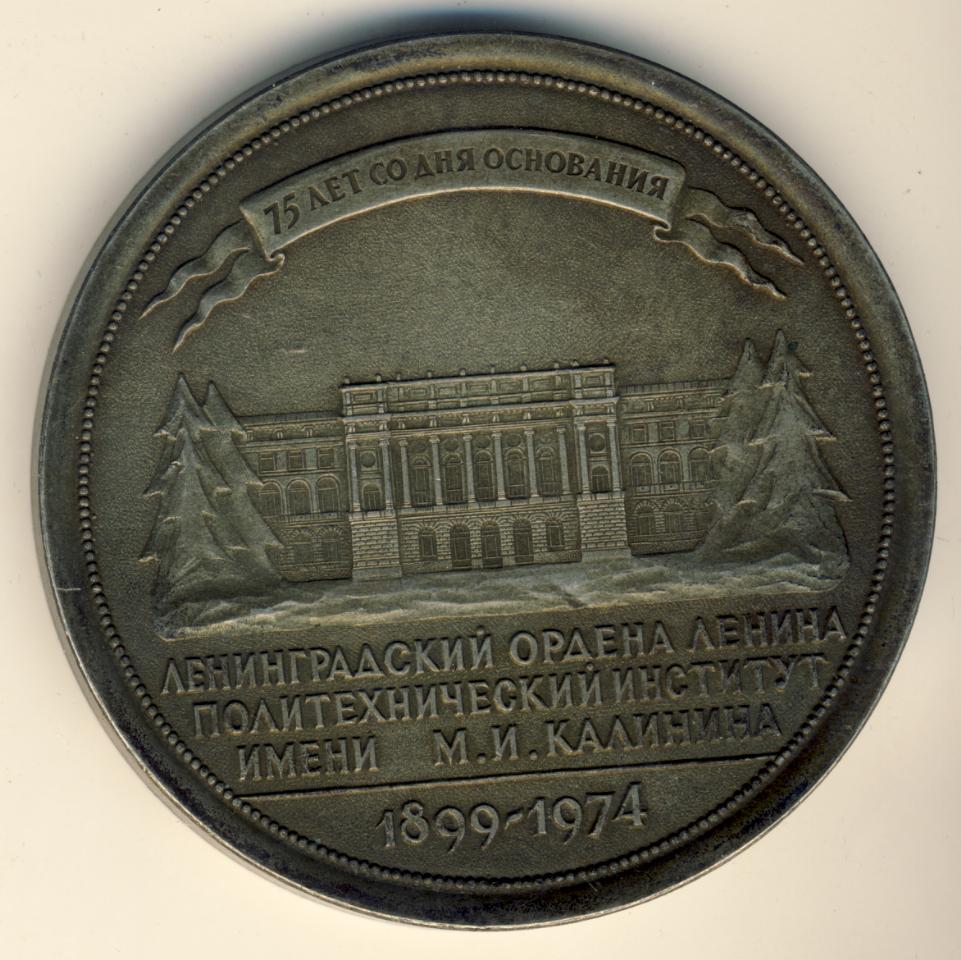 75 ЛЕТ СО ДНЯ ОСНОВАНИЯ
ЛЕНИНГРАДСКИЙ ОРДЕНА ЛЕНИНА
ПОЛИТЕХНИЧЕСКИЙ ИНСТИТУТ
ИМЕНИ М.И.КАЛИНИНА
1899-1974